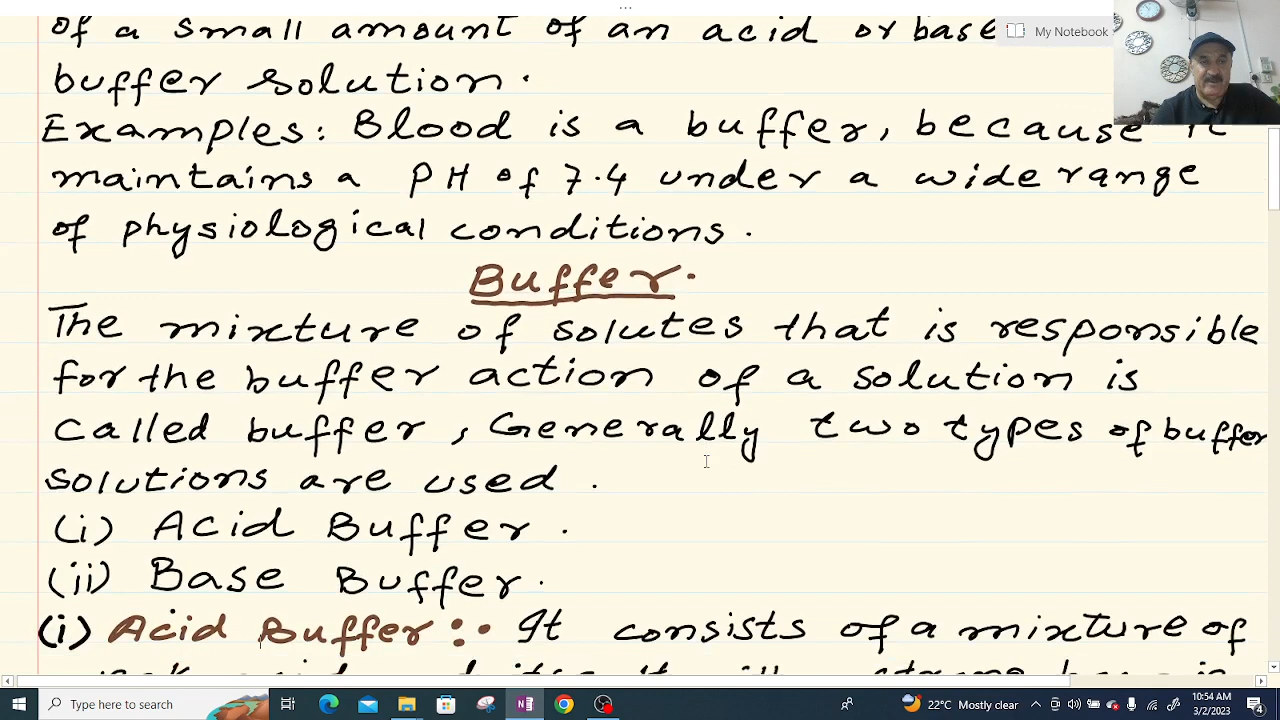 of a small amount of an acid or base
My Notebook
buffer solution.
Examples: Blood is a buffer, because it
maintains a PH of 7.4 under a wide range
of physiological conditions.
Buffer.
The mixture of solutes that is responsible
for the buffer action of a solution is
called buffer, Generally two types of buffer
solutions are used.
(i) Acid Buffer.
(ii) Base Buffer.
(i) Acid Buffer:. It consists of a mixture of
Type here to search
22°C Mostly clear
10:54 AM
3/2/2023
4